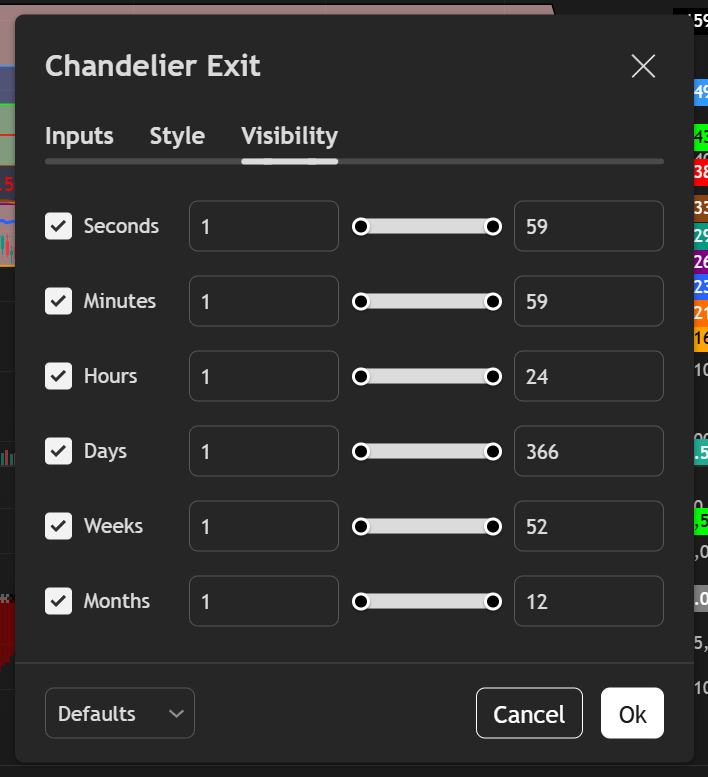 Chandelier Exit
Inputs Style Visibility
Seconds 1 59
Minutes 1 59
Hours 1 24
Days 1 366
Weeks 1 52
Months 1 12
Defaults Cancel Ok